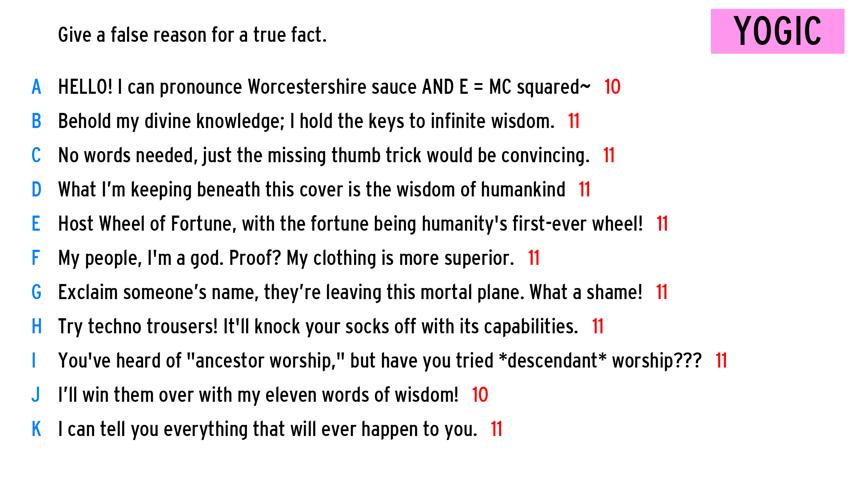 Give a false reason for a true fact.
YOGIC
A HELLO! I can pronounce Worcestershire sauce AND E = MC squared~ 10
B Behold my divine knowledge; I hold the keys to infinite wisdom. 11
C No words needed, just the missing thumb trick would be convincing. 11
D What I'm keeping beneath this cover is the wisdom of humankind 11
E Host Wheel of Fortune, with the fortune being humanity's first-ever wheel! 11
F My people, I'm a god. Proof? My clothing is more superior. 11
G Exclaim someone's name, they're leaving this mortal plane. What a shame! 11
H Try techno trousers! It'll knock your socks off with its capabilities. 11
I You've heard of "ancestor worship," but have you tried *descendant* worship??? 11
J I'll win them over with my eleven words of wisdom! 10
K I can tell you everything that will ever happen to you. 11